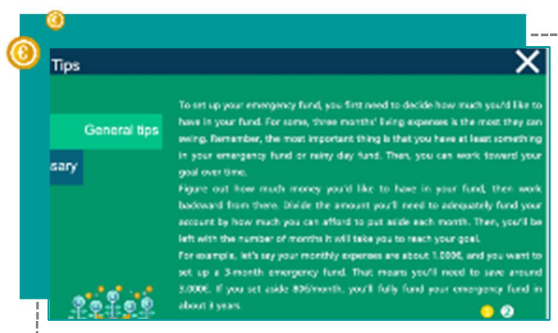 Tips
General tips
sary
To set up your emergency fund, you first need to decide how much you'd like to
have in your fund. For some, three months' living expenses is the most they can
swing. Remember, the most important thing is that you have at least something
in your emergency fund or rainy day fund. Then, you can work toward your
goal over time.
Figure out how much money you'd like to have in your fund, then work
backward from there. Divide the amount you'll need to adequately fund your
account by how much you can afford to put aside each month. Then, you'll be
left with the number of months it will take you to reach your goal.
For example, let's say your monthly expenses are about 1.000€, and you want to
set up a 3-month emergency fund. That means you'll need to save around
3.000€. If you set aside 80€/month, you'll fully fund your emergency fund in
about 3 years.
1 2